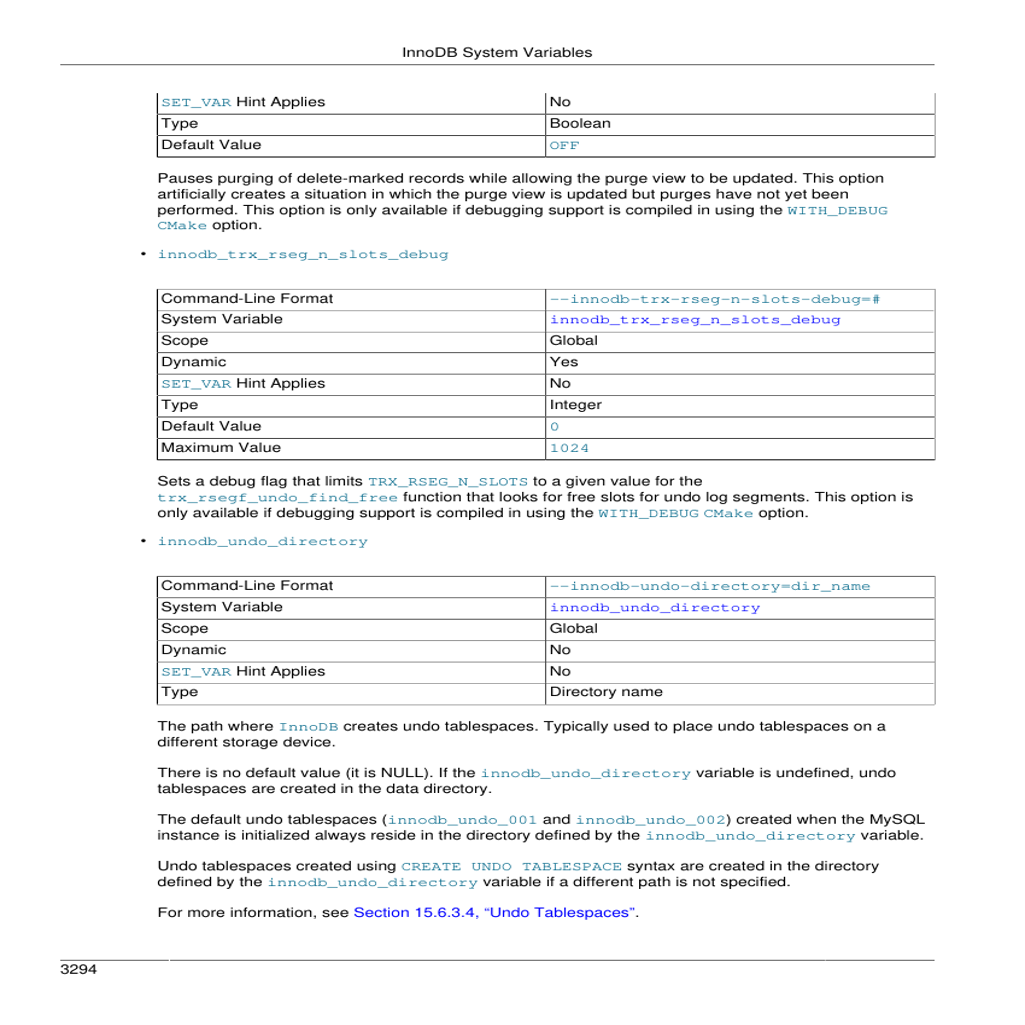 InnoDB System Variables
SET_VAR Hint Applies No
Type Boolean
Default Value OFF
Pauses purging of delete-marked records while allowing the purge view to be updated. This option
artificially creates a situation in which the purge view is updated but purges have not yet been
performed. This option is only available if debugging support is compiled in using the WITH_DEBUG
CMake option.
• innodb_trx_rseg_n_slots_debug
Command-Line Format --innodb-trx-rseg-n-slots-debug=#
System Variable innodb_trx_rseg_n_slots_debug
Scope Global
Dynamic Yes
SET_VAR Hint Applies No
Type Integer
Default Value 0
Maximum Value 1024
Sets a debug flag that limits TRX_RSEG_N_SLOTS to a given value for the
trx_rsegf_undo_find_free function that looks for free slots for undo log segments. This option is
only available if debugging support is compiled in using the WITH_DEBUG CMake option.
• innodb_undo_directory
Command-Line Format --innodb-undo-directory=dir_name
System Variable innodb_undo_directory
Scope Global
Dynamic No
SET_VAR Hint Applies No
Type Directory name
The path where InnoDB creates undo tablespaces. Typically used to place undo tablespaces on a
different storage device.
There is no default value (it is NULL). If the innodb_undo_directory variable is undefined, undo
tablespaces are created in the data directory.
The default undo tablespaces (innodb_undo_001 and innodb_undo_002) created when the MySQL
instance is initialized always reside in the directory defined by the innodb_undo_directory variable.
Undo tablespaces created using CREATE UNDO TABLESPACE syntax are created in the directory
defined by the innodb_undo_directory variable if a different path is not specified.
For more information, see Section 15.6.3.4, “Undo Tablespaces”.
3294